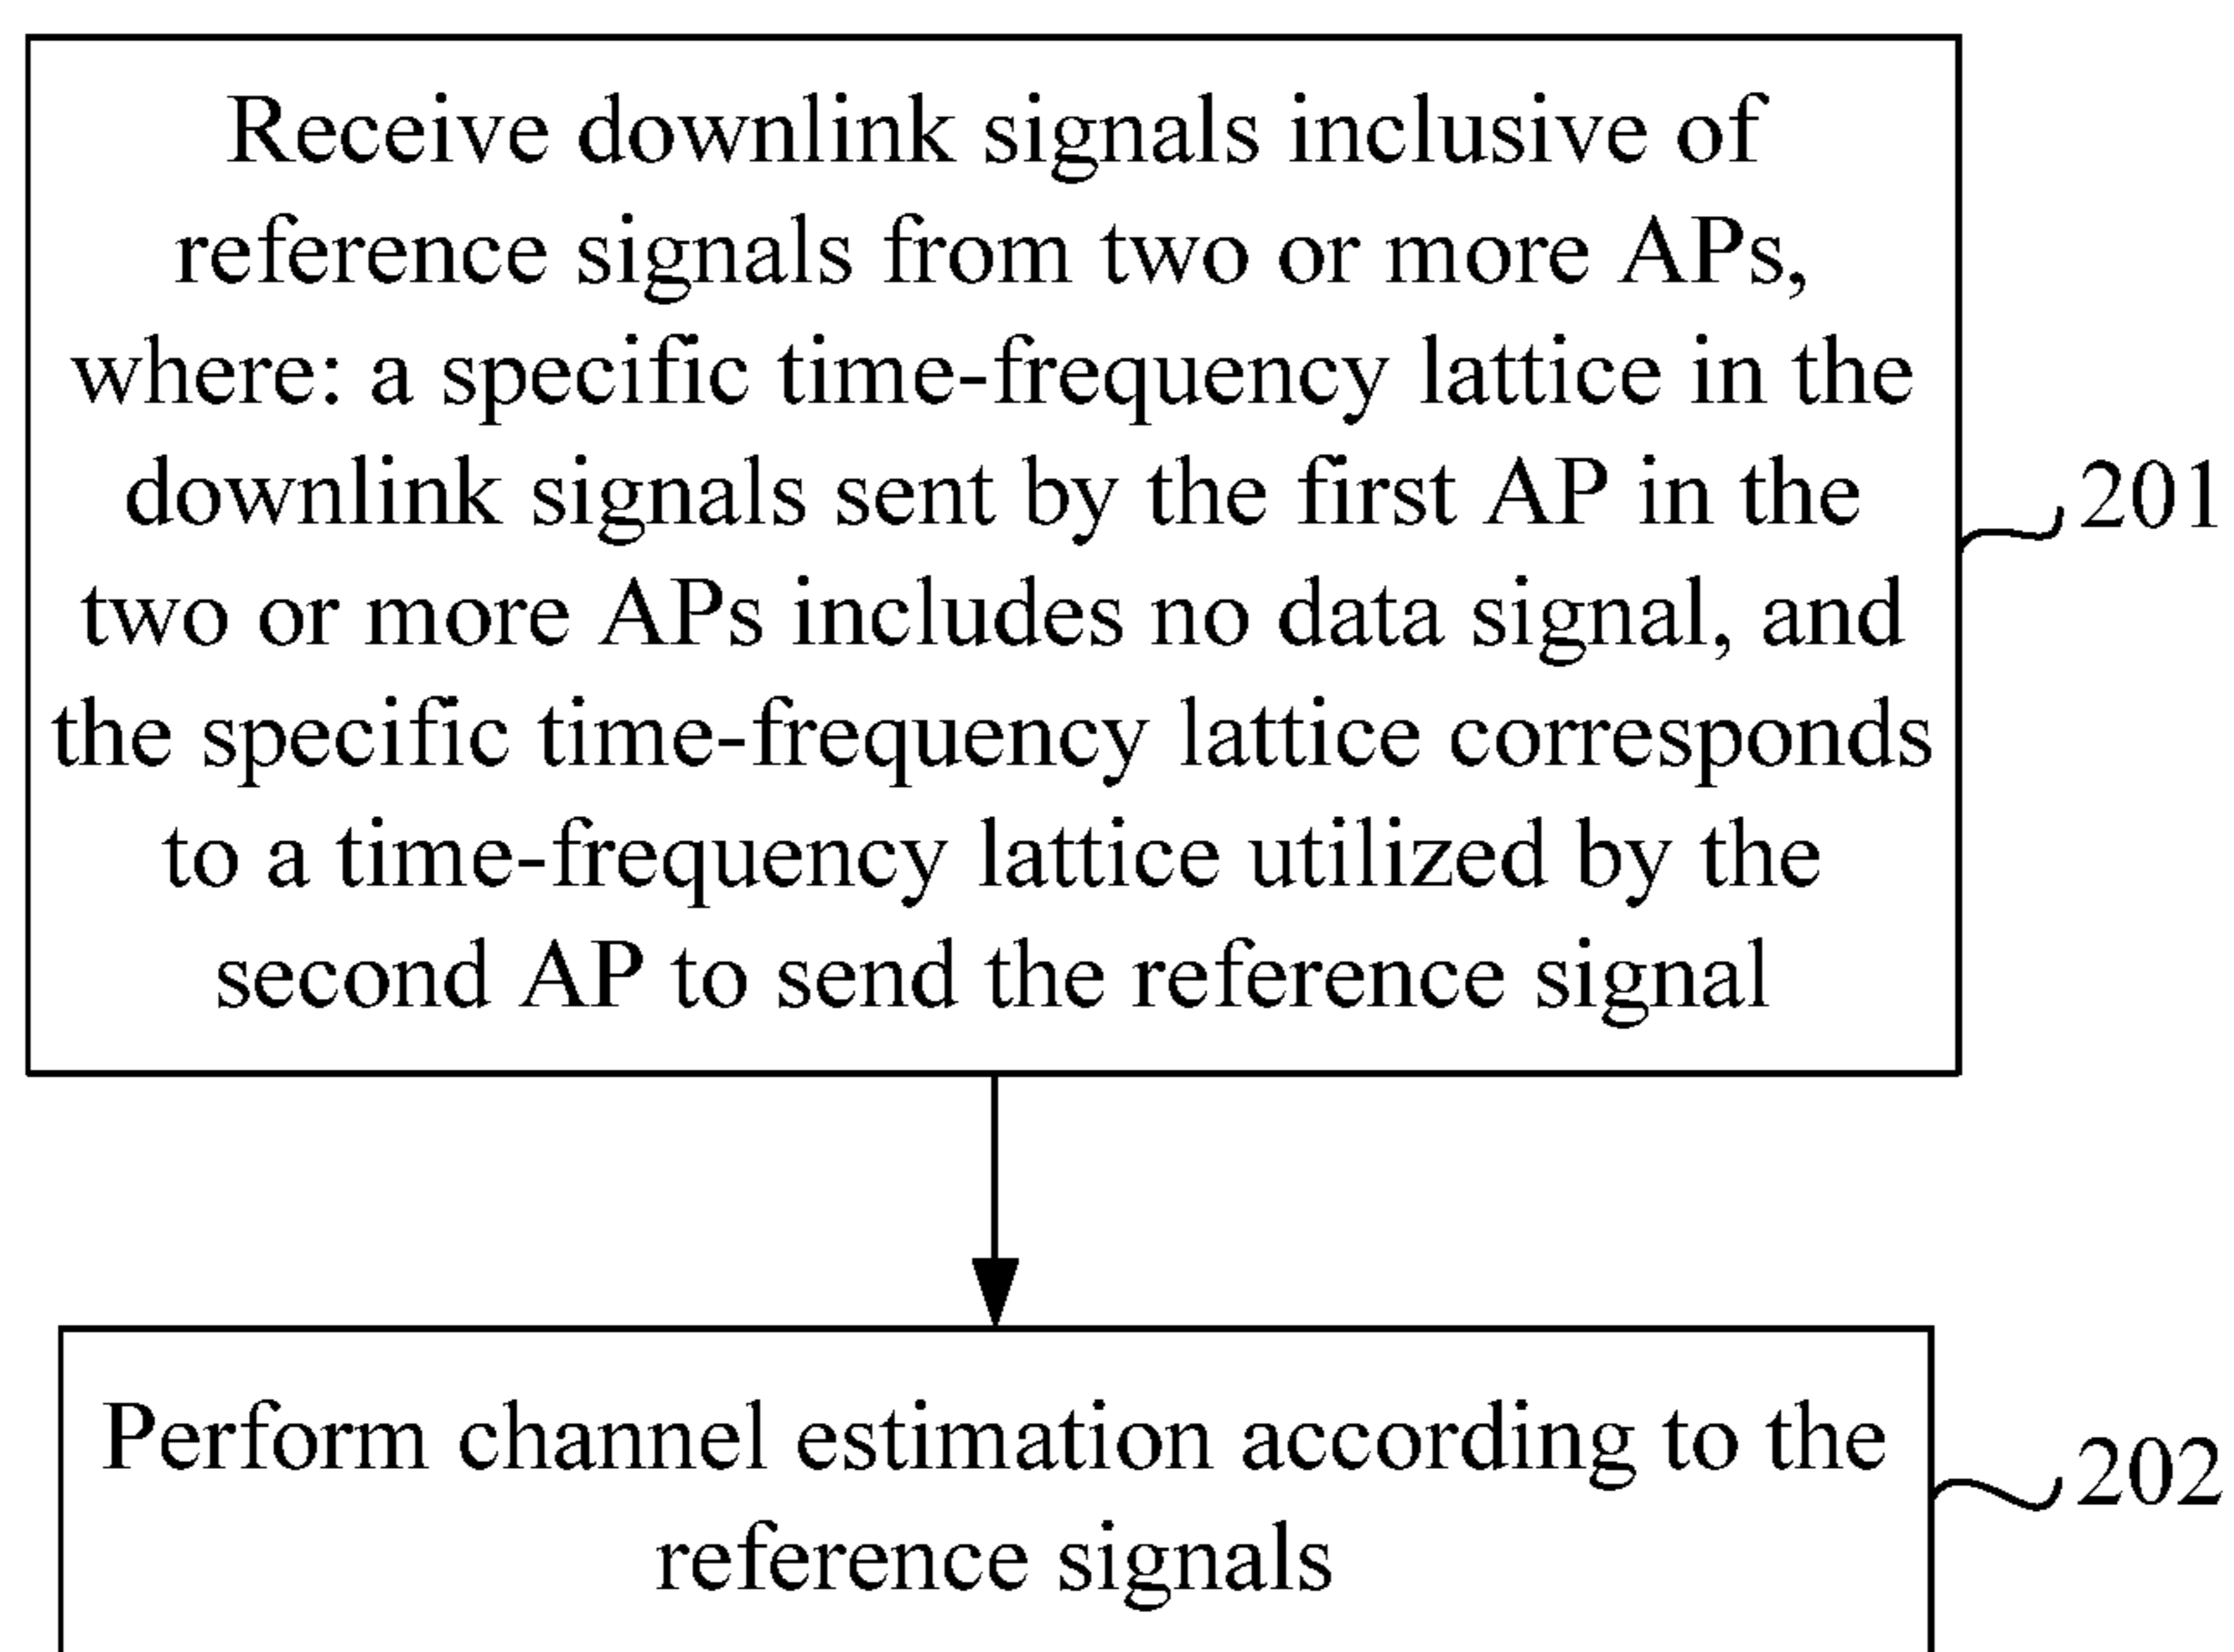 Receive downlink signals inclusive of
reference signals from two or more APs,
where: a specific time-frequency lattice in the
downlink signals sent by the first AP in the
two or more APs includes no data signal, and
the specific time-frequency lattice corresponds
to a time-frequency lattice utilized by the
second AP to send the reference signal
201
Perform channel estimation according to the
reference signals
202